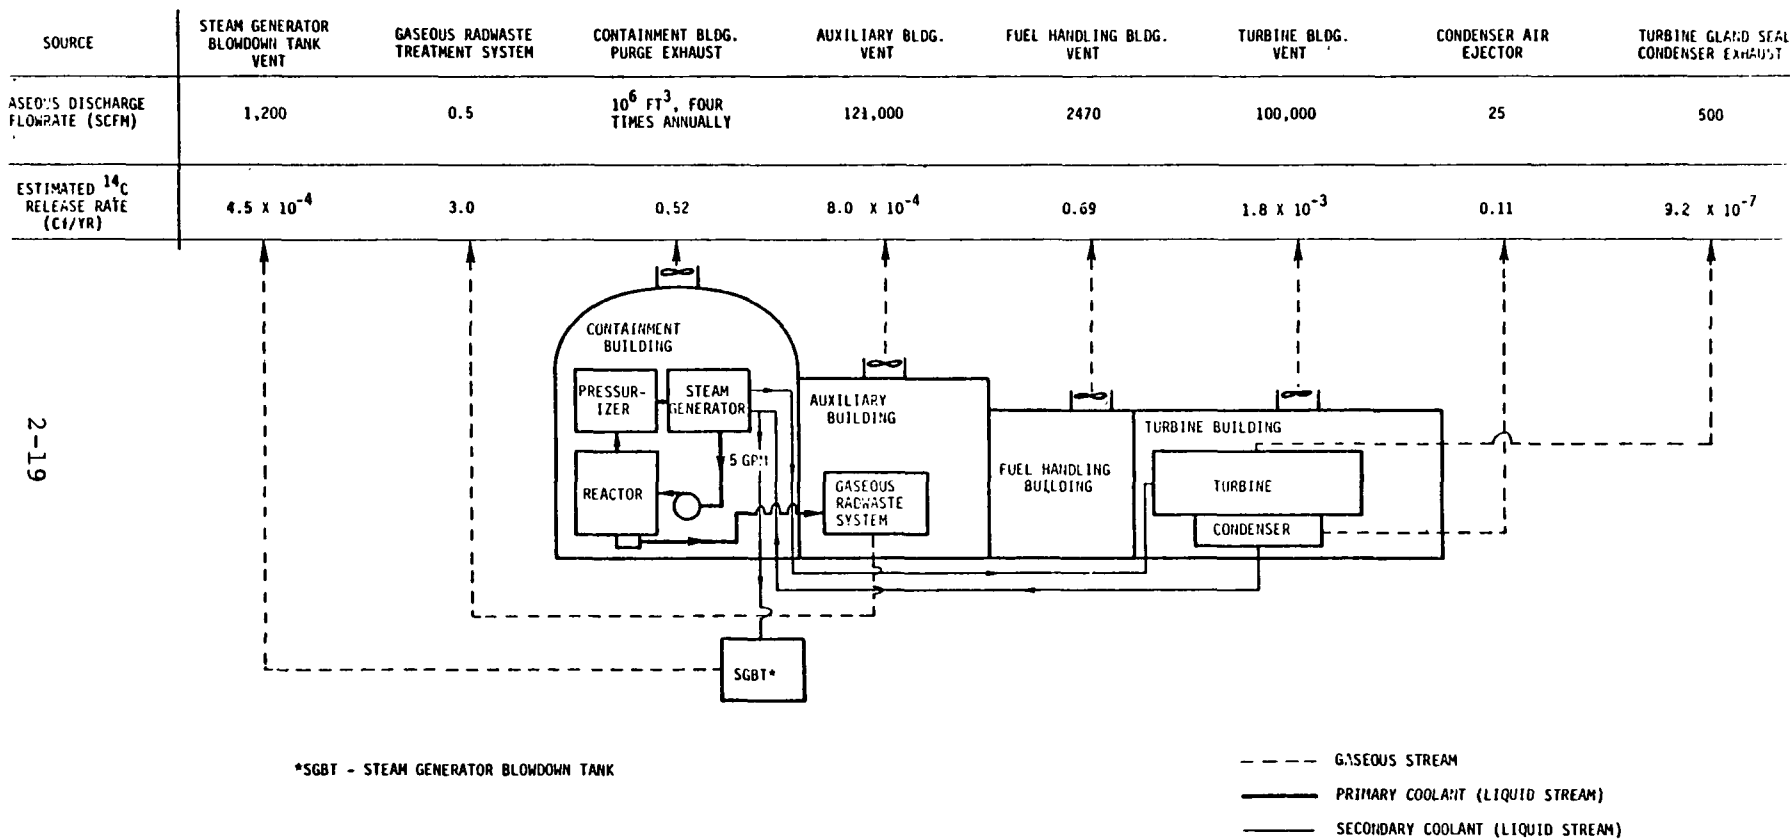 SOURCE
STEAM GENERATOR
BLOWDOWN TANK
VENT
GASEOUS RADWASTE
TREATMENT SYSTEM
CONTAINMENT BLDG.
PURGE EXHAUST
AUXILIARY BLDG.
VENT
FUEL HANDLING BLDG.
VENT
TURBINE BLDG.
VENT
CONDENSER AIR
EJECTOR
TURBINE GLAND SEAL
CONDENSER EXHAUST
ASEOUS DISCHARGE
FLOWRATE (SCFM)
1,200
0.5
10⁶ FT³, FOUR
TIMES ANNUALLY
121,000
2470
100,000
25
500
ESTIMATED ¹⁴C
RELEASE RATE
(Ci/YR)
4.5 X 10⁻⁴
3.0
0.52
8.0 X 10⁻⁴
0.69
1.8 X 10⁻³
0.11
9.2 X 10⁻⁷
CONTAINMENT
BUILDING
PRESSUR-
IZER
STEAM
GENERATOR
5 GPM
REACTOR
AUXILIARY
BUILDING
GASEOUS
RADWASTE
SYSTEM
FUEL HANDLING
BUILDING
TURBINE BUILDING
TURBINE
CONDENSER
SGBT*
2-19
*SGBT - STEAM GENERATOR BLOWDOWN TANK
GASEOUS STREAM
PRIMARY COOLANT (LIQUID STREAM)
SECONDARY COOLANT (LIQUID STREAM)